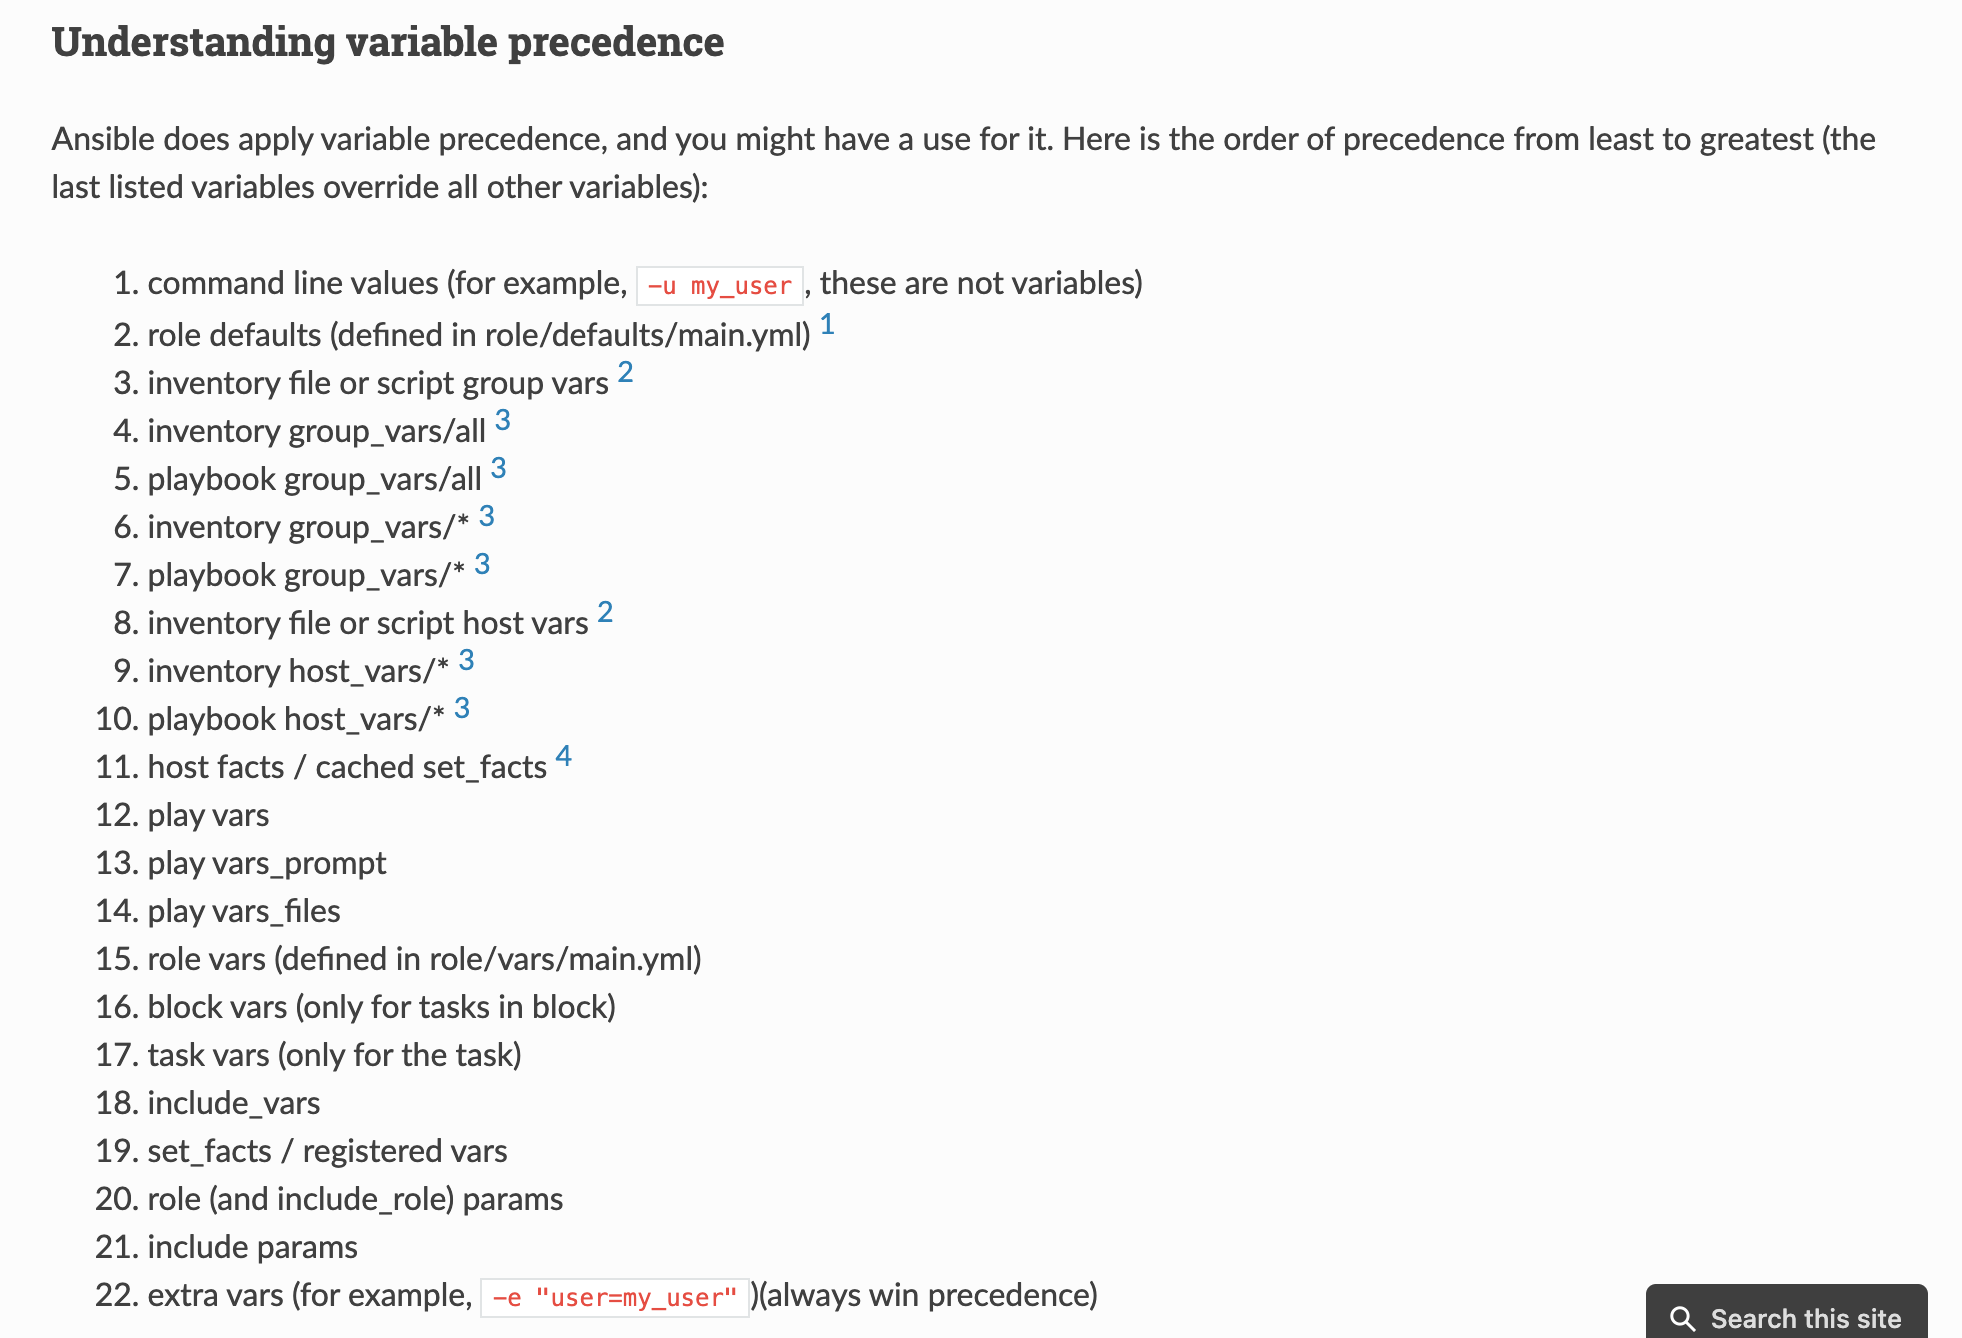 Understanding variable precedence
Ansible does apply variable precedence, and you might have a use for it. Here is the order of precedence from least to greatest (the
last listed variables override all other variables):
1. command line values (for example, -u my_user, these are not variables)
2. role defaults (defined in role/defaults/main.yml) 1
3. inventory file or script group vars 2
4. inventory group_vars/all 3
5. playbook group_vars/all 3
6. inventory group_vars/* 3
7. playbook group_vars/* 3
8. inventory file or script host vars 2
9. inventory host_vars/* 3
10. playbook host_vars/* 3
11. host facts / cached set_facts 4
12. play vars
13. play vars_prompt
14. play vars_files
15. role vars (defined in role/vars/main.yml)
16. block vars (only for tasks in block)
17. task vars (only for the task)
18. include_vars
19. set_facts / registered vars
20. role (and include_role) params
21. include params
22. extra vars (for example, -e "user=my_user")(always win precedence)
Search this site